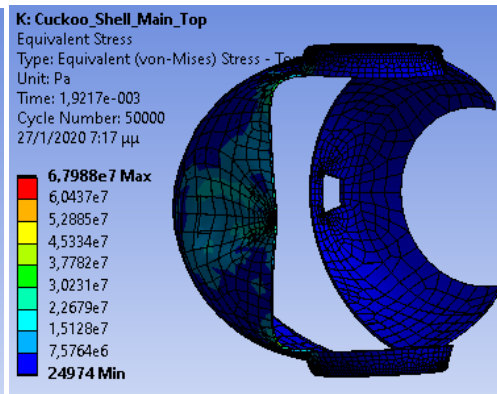 K: Cuckoo_Shell_Main_Top
Equivalent Stress
Type: Equivalent (von-Mises) Stress - To
Unit: Pa
Time: 1,9217e-003
Cycle Number: 50000
27/1/2020 7:17 μμ
6,7988e7 Max
6,0437e7
5,2885e7
4,5334e7
3,7782e7
3,0231e7
2,2679e7
1,5128e7
7,5764e6
24974 Min